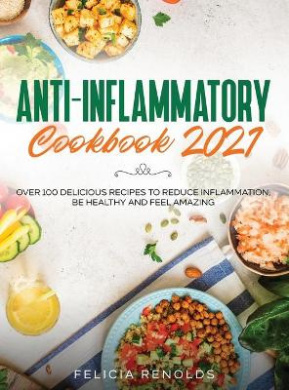 ANTI-INFLAMMATORY
Cookbook 2021
OVER 100 DELICIOUS RECIPES TO REDUCE INFLAMMATION,
BE HEALTHY AND FEEL AMAZING
FELICIA RENOLDS